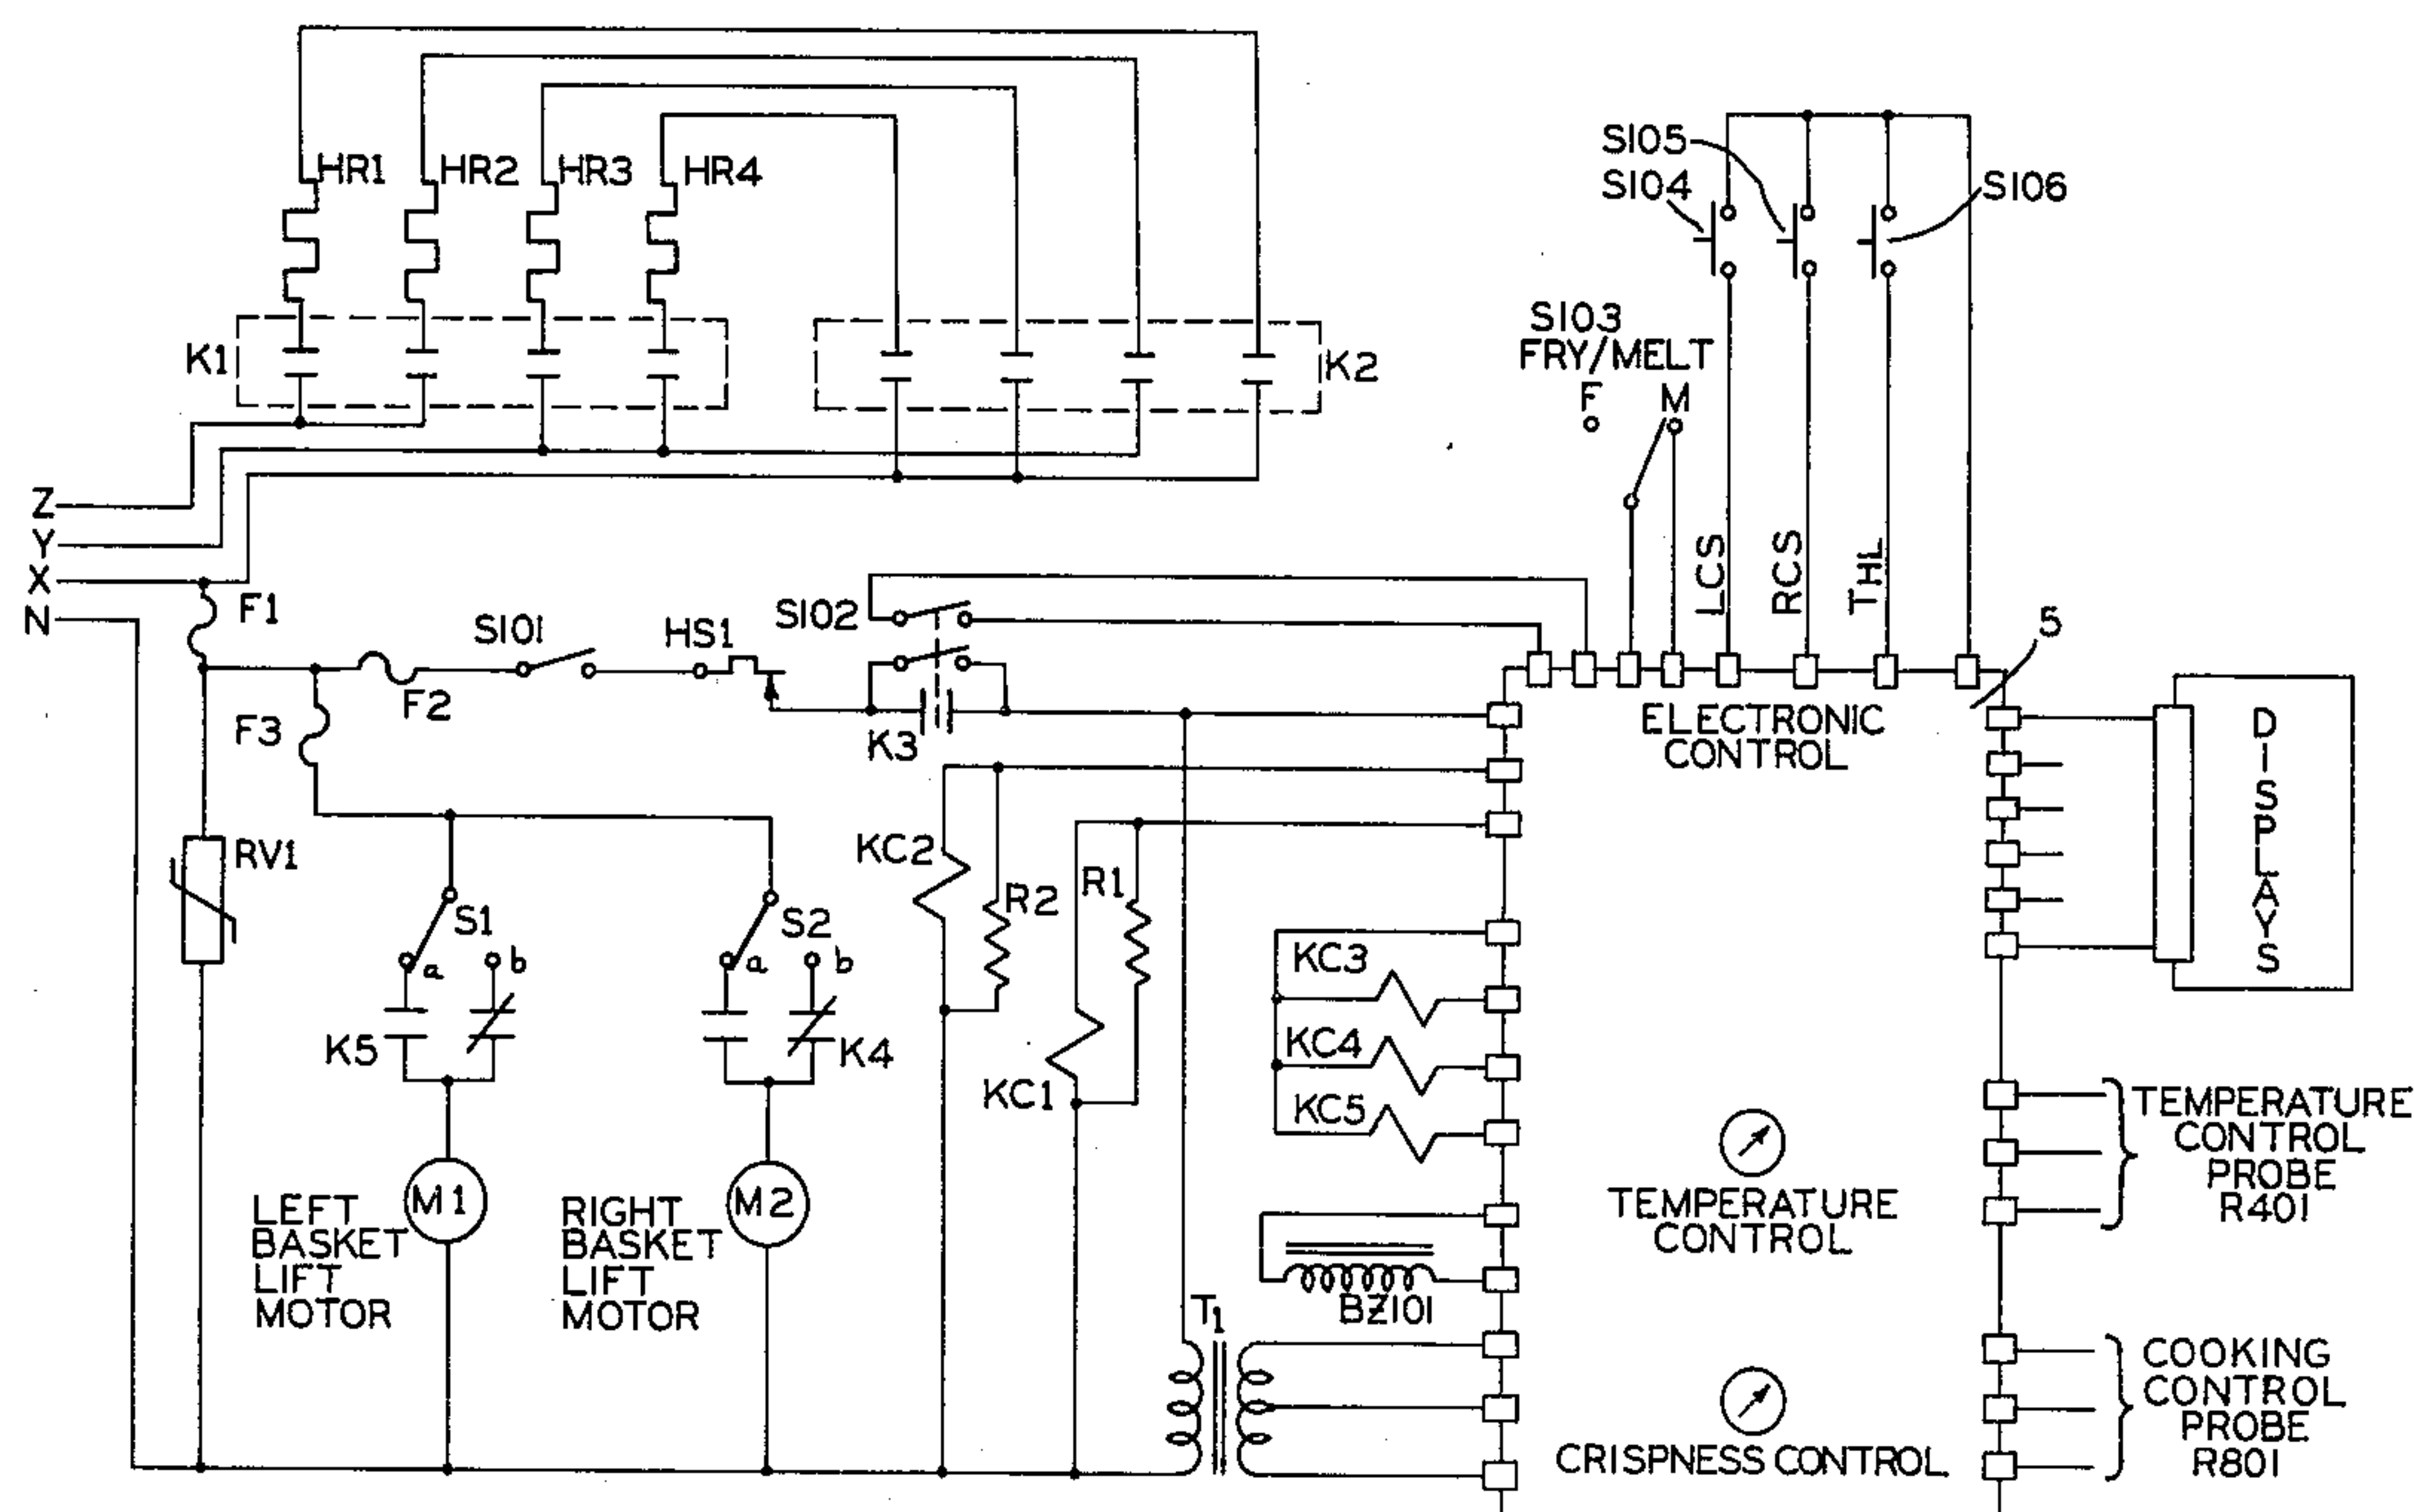 HR1
HR2
HR3
HR4
K1
K2
S105
S104
S106
S103
FRY/MELT
F
M
LCS
RCS
THL
Z
Y
X
N
F1
F2
F3
S101
HS1
S102
K3
5
ELECTRONIC
CONTROL
DISPLAYS
RV1
S1
a
b
K5
S2
a
b
K4
KC2
R2
R1
KC1
KC3
KC4
KC5
M1
LEFT
BASKET
LIFT
MOTOR
M2
RIGHT
BASKET
LIFT
MOTOR
T1
BZ101
TEMPERATURE
CONTROL
CRISPNESS CONTROL
TEMPERATURE
CONTROL
PROBE
R401
COOKING
CONTROL
PROBE
R801